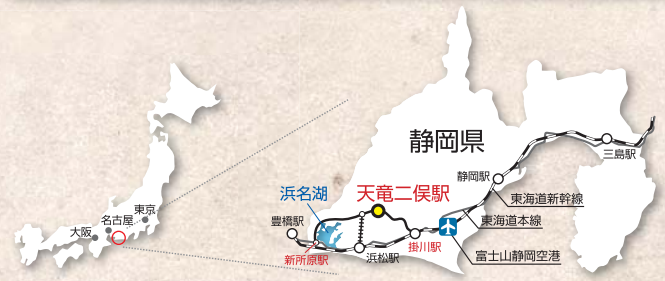 東京
名古屋
大阪
静岡県
三島駅
静岡駅
東海道新幹線
浜名湖
天竜二俣駅
豊橋駅
東海道本線
掛川駅
新所原駅
浜松駅
富士山静岡空港